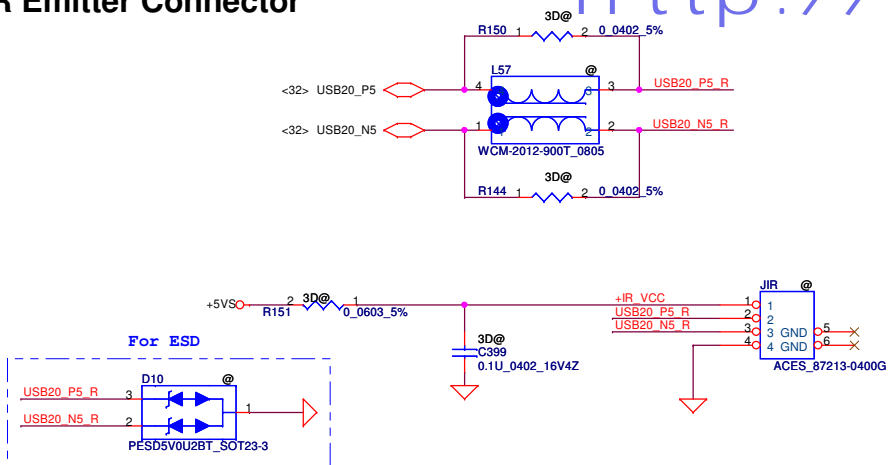 R Emitter Connector
http://
3D@
R150 1 2 0_0402_5%
L57 @
<32> USB20_P5 4 3 3 USB20_P5_R
<32> USB20_N5 1 2 2 USB20_N5_R
WCM-2012-900T_0805
3D@
R144 1 2 0_0402_5%
JIR @
+5VS 2 3D@ 1 +IR_VCC 1 1
R151 0_0603_5% USB20_P5_R 2 2
USB20_N5_R 3 3 GND 5
4 4 GND 6
ACES_87213-0400G
3D@
C399
0.1U_0402_16V4Z
For ESD
D10 @
USB20_P5_R 3 1
USB20_N5_R 2
PESD5V0U2BT_SOT23-3